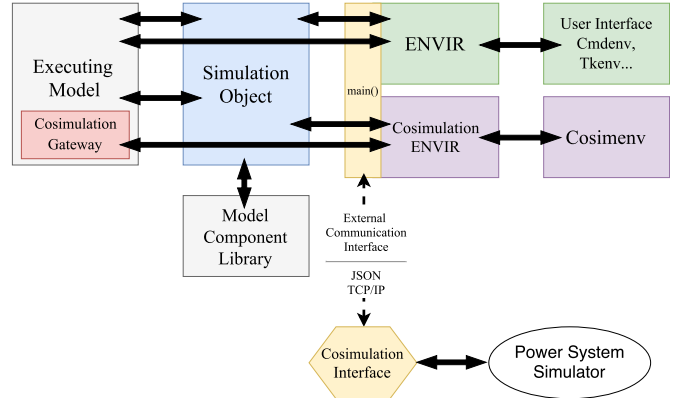 Executing
Model
Cosimulation
Gateway
Simulation
Object
Model
Component
Library
main()
ENVIR
Cosimulation
ENVIR
User Interface
Cmdenv,
Tkenv...
Cosimenv
External
Communication
Interface
JSON
TCP/IP
Cosimulation
Interface
Power System
Simulator